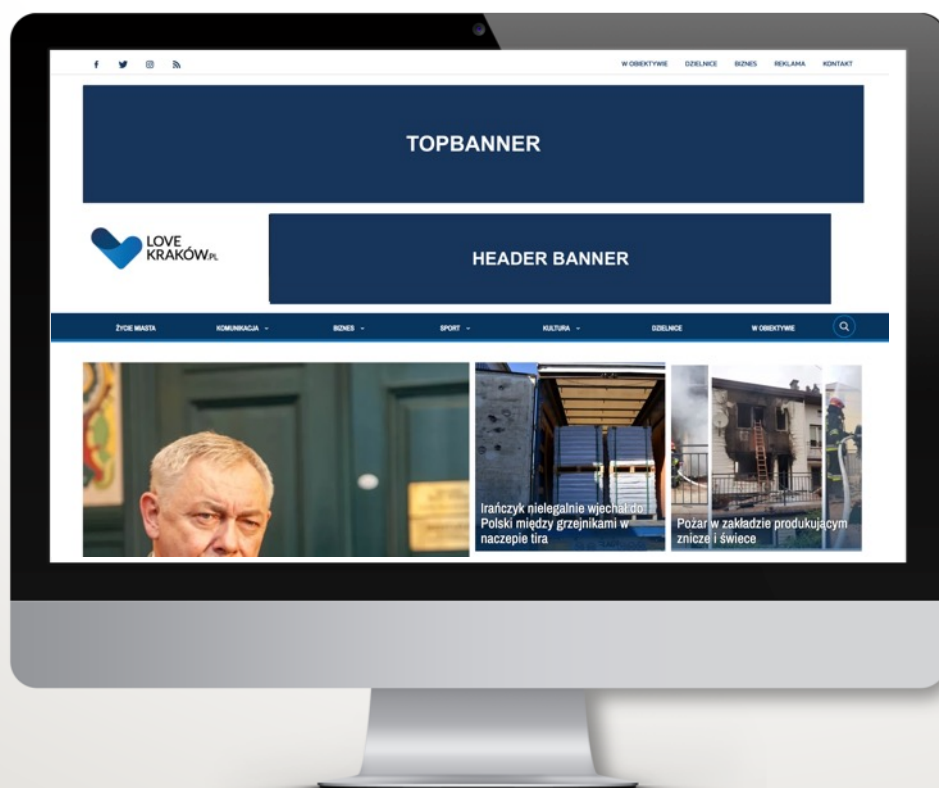 W OBIEKTYWIE DZIELNICE BIZNES REKLAMA KONTAKT
TOPBANNER
LOVE
KRAKÓW.PL
HEADER BANNER
ŻYCIE MIASTA KOMUNIKACJA BIZNES SPORT KULTURA DZIELNICE W OBIEKTYWIE
Irańczyk nielegalnie wjechał do
Polski między grzejnikami w
naczepie tira
Pożar w zakładzie produkującym
znicze i świece